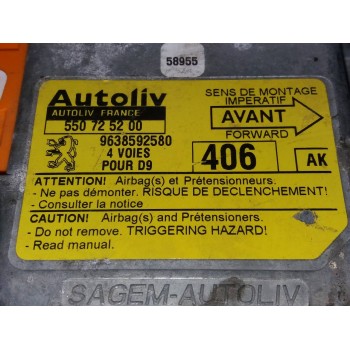 58955
Autoliv
AUTOLIV FRANCE
550 72 52 00
9638592580
4 VOIES
POUR D9
SENS DE MONTAGE
IMPERATIF
AVANT
FORWARD
406
AK
ATTENTION! Airbag(s) et Prétensionneurs
- Ne pas démonter. RISQUE DE DECLENCHEMENT!
- Consulter la notice
CAUTION! Airbag(s) and Pretensioners.
- Do not remove. TRIGGERING HAZARD!
- Read manual.
SAGEM-AUTOLIV